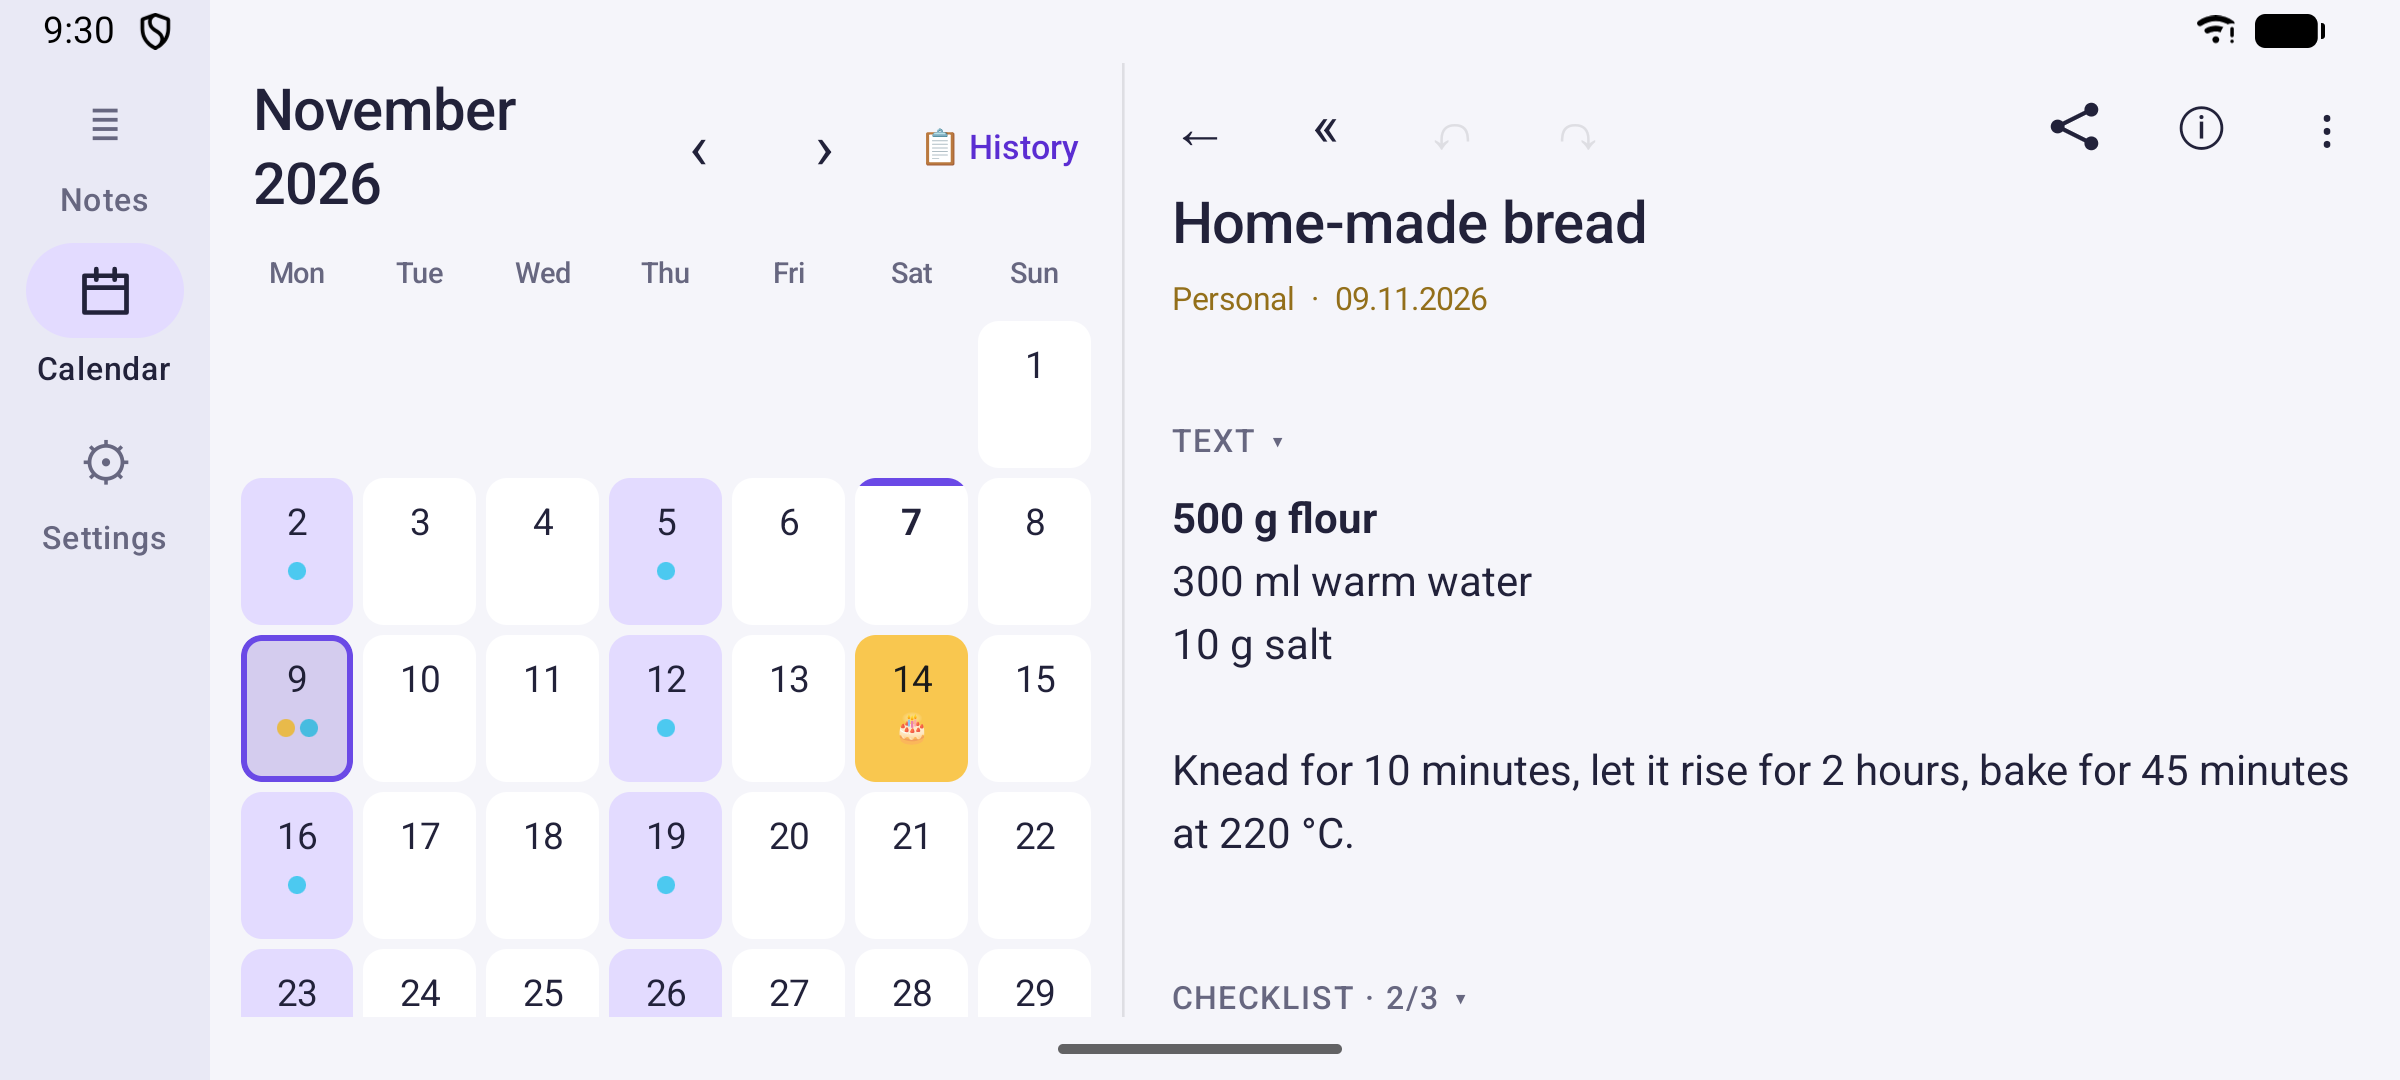 9:30
Notes
Calendar
Settings
November
2026
‹ › 📋 History
Mon Tue Wed Thu Fri Sat Sun
1
2 3 4 5 6 7 8
9 10 11 12 13 14 15
16 17 18 19 20 21 22
23 24 25 26 27 28 29
← «
Home-made bread
Personal · 09.11.2026
TEXT ▾
500 g flour
300 ml warm water
10 g salt
Knead for 10 minutes, let it rise for 2 hours, bake for 45 minutes
at 220 °C.
CHECKLIST · 2/3 ▾